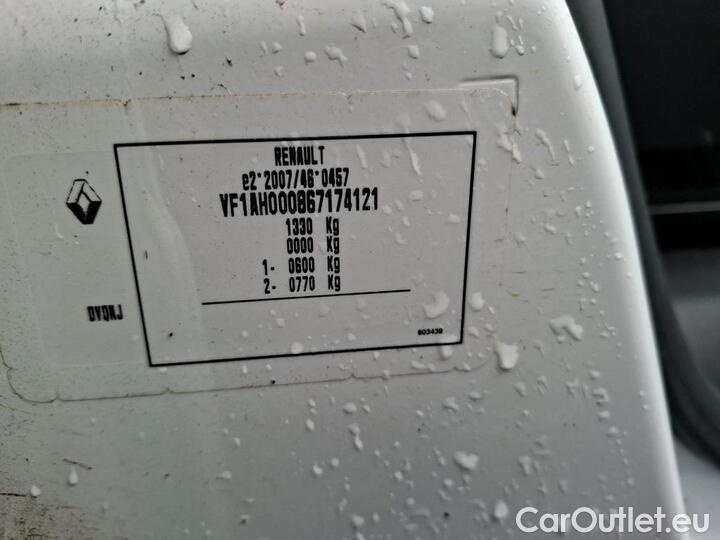 RENAULT
e2*2007/46*0457
VF1AH000867174121
1330 Kg
0000 Kg
1- 0600 Kg
2- 0770 Kg
DVQNJ
603439
CarOutlet.eu